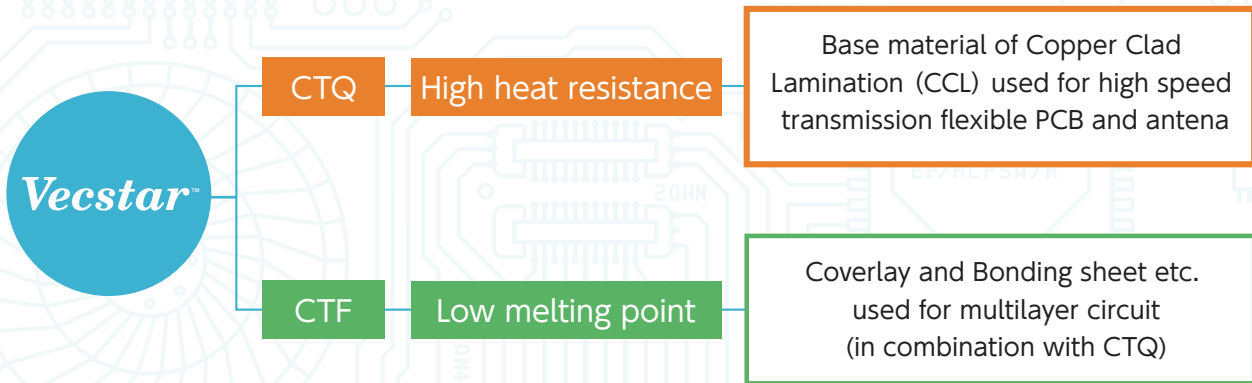 Vecstar™
CTQ
High heat resistance
Base material of Copper Clad
Lamination (CCL) used for high speed
transmission flexible PCB and antena
CTF
Low melting point
Coverlay and Bonding sheet etc.
used for multilayer circuit
(in combination with CTQ)